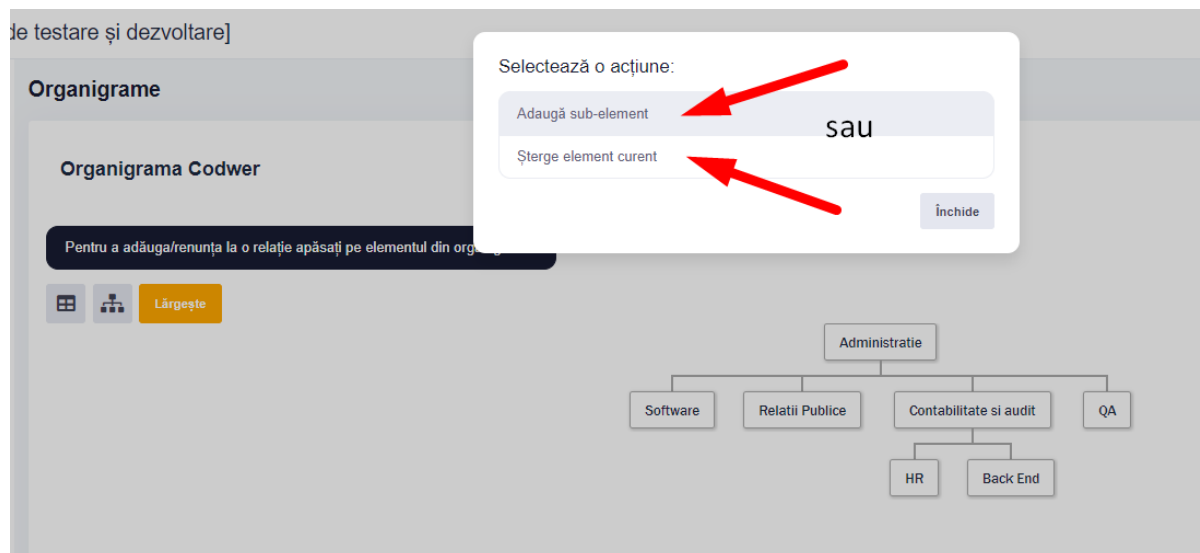 de testare și dezvoltare]
Organigrame
Selectează o acțiune:
Adaugă sub-element
sau
Șterge element curent
Închide
Organigrama Codwer
Pentru a adăuga/renunța la o relație apăsați pe elementul din
Lărgește
Administratie
Software Relatii Publice Contabilitate si audit QA
HR Back End